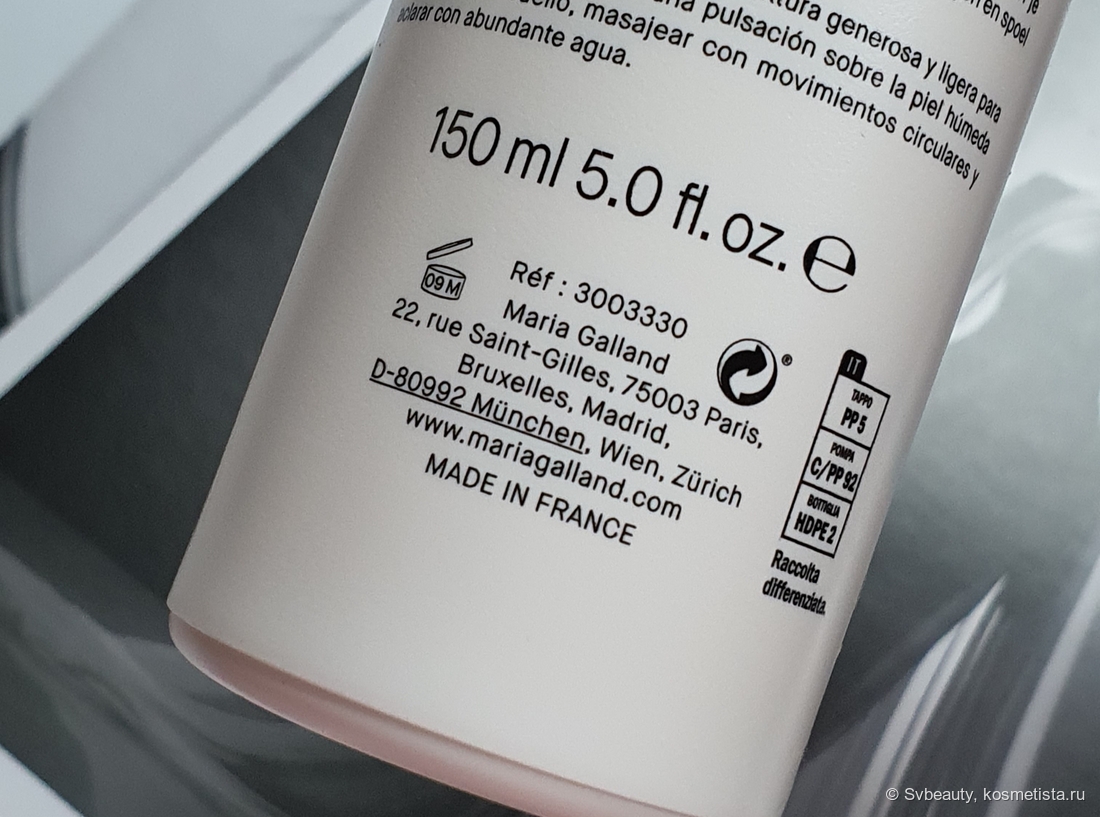 tura generosa y ligera para
en spoel
pulsación sobre la piel húmeda
masajear con movimientos circulares y
aclarar con abundante agua.
150 ml 5.0 fl. oz. ℮
09 M
Réf : 3003330
Maria Galland
22, rue Saint-Gilles, 75003 Paris,
Bruxelles, Madrid,
D-80992 München, Wien, Zürich
www.mariagalland.com
MADE IN FRANCE
®
IT
TAPPO
PP 5
POMPA
C/PP 92
BOTTIGLIA
HDPE 2
Raccolta
differenziata.
© Svbeauty, kosmetista.ru